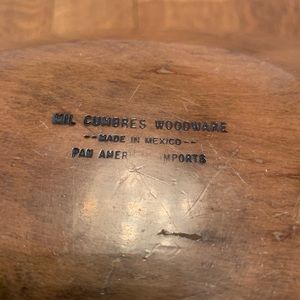 MIL CUMBRES WOODWARE
--MADE IN MEXICO--
PAN AMER MPORTS